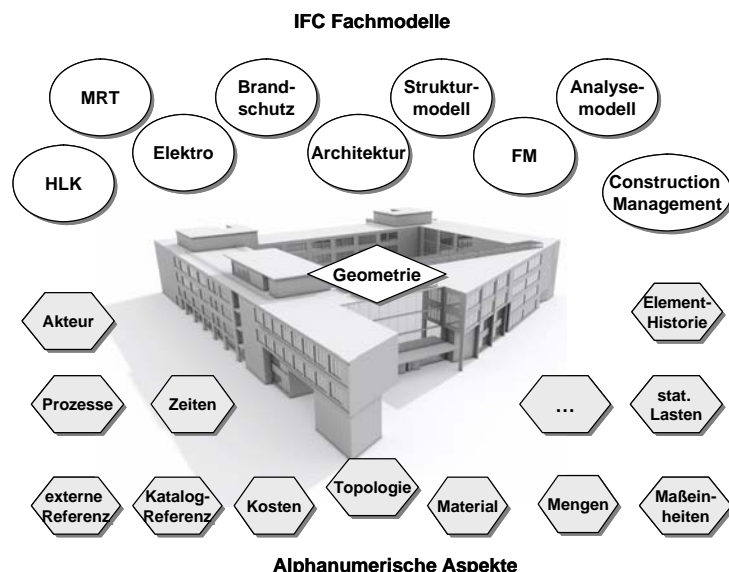 IFC Fachmodelle
MRT
Brand-
schutz
Struktur-
modell
Analyse-
modell
Elektro
Architektur
FM
HLK
Construction
Management
Geometrie
Akteur
Element-
Historie
Prozesse
Zeiten
...
stat.
Lasten
externe
Referenz
Katalog-
Referenz
Kosten
Topologie
Material
Mengen
Maßein-
heiten
Alphanumerische Aspekte